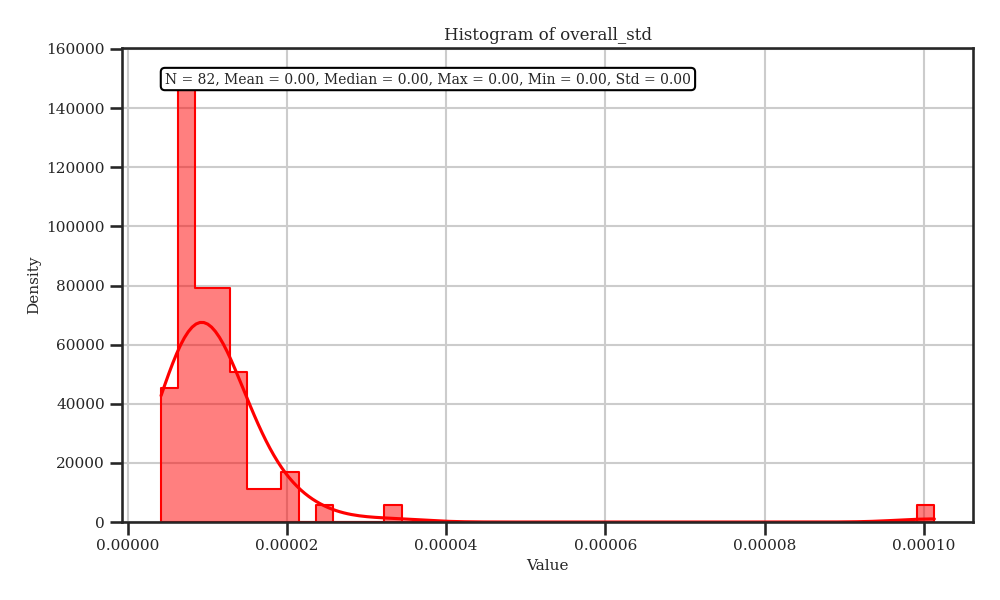 Histogram of overall_std
160000
N = 82, Mean = 0.00, Median = 0.00, Max = 0.00, Min = 0.00, Std = 0.00
140000
120000
100000
80000
60000
40000
20000
0
Density
0.00000 0.00002 0.00004 0.00006 0.00008 0.00010
Value